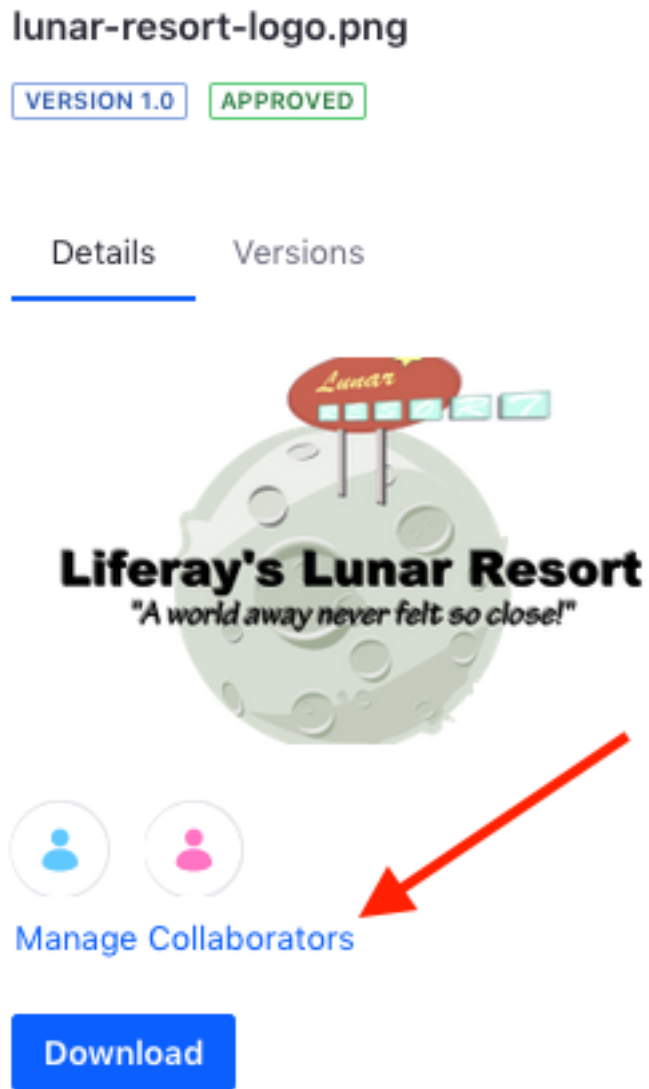 lunar-resort-logo.png
VERSION 1.0 APPROVED
Details Versions
Lunar
RESORT
Liferay's Lunar Resort
"A world away never felt so close!"
Manage Collaborators
Download